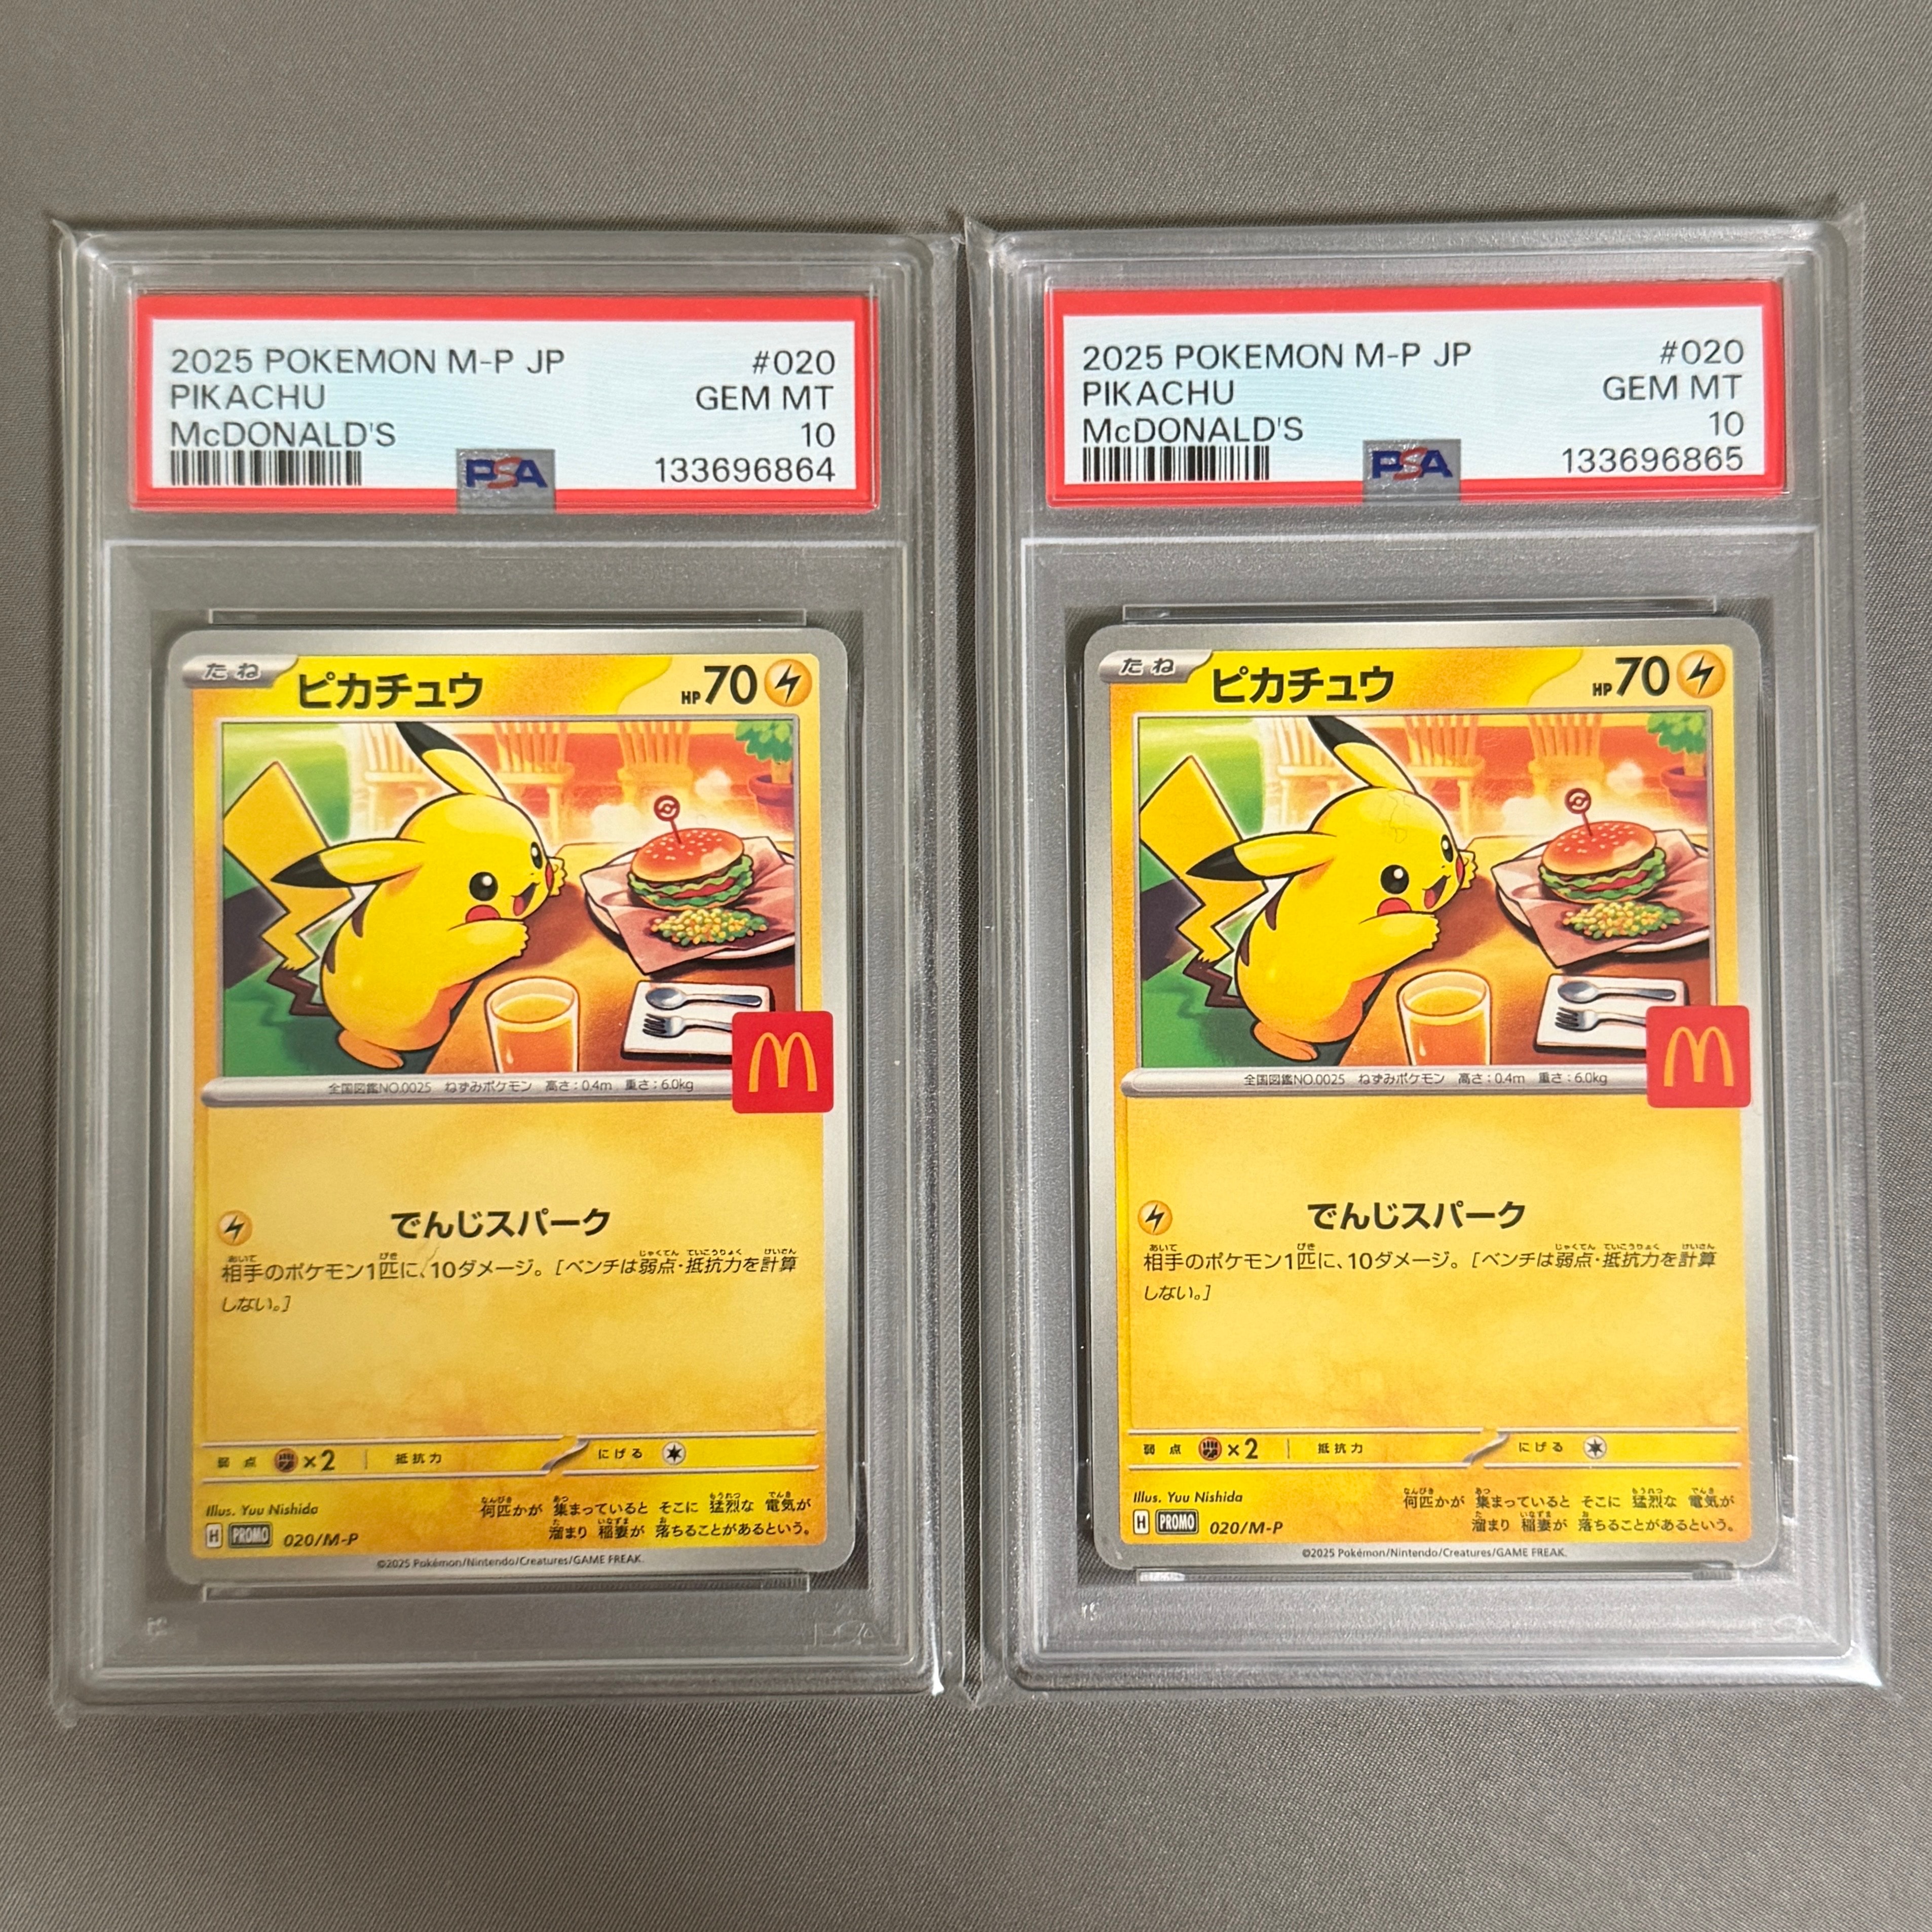 2025 POKEMON M-P JP #020
PIKACHU GEM MT
McDONALD'S 10
PSA 133696864
たね ピカチュウ HP70
全国図鑑NO.0025 ねずみポケモン 高さ:0.4m 重さ:6.0kg
でんじスパーク
相手のポケモン1匹に、10ダメージ。[ベンチは弱点・抵抗力を計算
しない。]
弱点 ×2 抵抗力 にげる
Illus. Yuu Nishida
何匹かが 集まっていると そこに 猛烈な 電気が
溜まり 稲妻が 落ちることがあるという。
H PROMO 020/M-P
©2025 Pokémon/Nintendo/Creatures/GAME FREAK.
PSA
2025 POKEMON M-P JP #020
PIKACHU GEM MT
McDONALD'S 10
PSA 133696865
たね ピカチュウ HP70
全国図鑑NO.0025 ねずみポケモン 高さ:0.4m 重さ:6.0kg
でんじスパーク
相手のポケモン1匹に、10ダメージ。[ベンチは弱点・抵抗力を計算
しない。]
弱点 ×2 抵抗力 にげる
Illus. Yuu Nishida
何匹かが 集まっていると そこに 猛烈な 電気が
溜まり 稲妻が 落ちることがあるという。
H PROMO 020/M-P
©2025 Pokémon/Nintendo/Creatures/GAME FREAK.